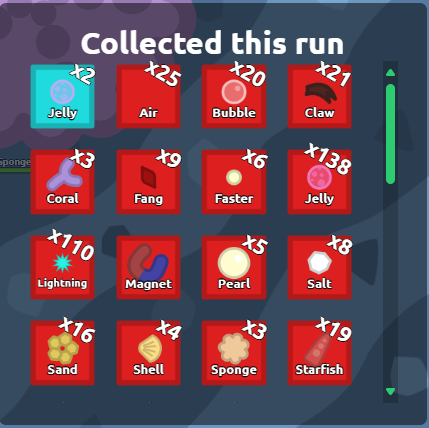 Collected this run
x2 x25 x20 x21
Jelly Air Bubble Claw
Sponge
x3 x9 x6 x138
Coral Fang Faster Jelly
x110 x5 x8
Lightning Magnet Pearl Salt
x16 x4 x3 x19
Sand Shell Sponge Starfish